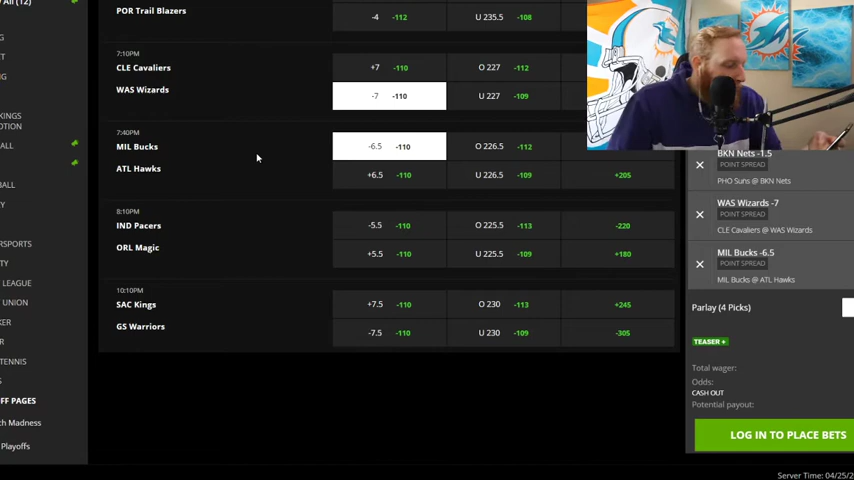 All (12)
POR Trail Blazers -4 -112 U 235.5 -108
7:10PM
CLE Cavaliers +7 -110 O 227 -112
WAS Wizards -7 -110 U 227 -109
7:40PM
MIL Bucks -6.5 -110 O 226.5 -112
ATL Hawks +6.5 -110 U 226.5 -109 +205
8:10PM
IND Pacers -5.5 -110 O 225.5 -113 -220
ORL Magic +5.5 -110 U 225.5 -109 +180
10:10PM
SAC Kings +7.5 -110 O 230 -113 +245
GS Warriors -7.5 -110 U 230 -109 -305
KINGS
OTION
ALL
BALL
Y
ERSPORTS
TY
LEAGUE
UNION
KER
R
TENNIS
S
FF PAGES
ch Madness
Playoffs
BKN Nets -1.5
POINT SPREAD
PHO Suns @ BKN Nets
WAS Wizards -7
POINT SPREAD
CLE Cavaliers @ WAS Wizards
MIL Bucks -6.5
POINT SPREAD
MIL Bucks @ ATL Hawks
Parlay (4 Picks)
TEASER +
Total wager:
Odds:
CASH OUT
Potential payout:
LOG IN TO PLACE BETS
Server Time: 04/25/2